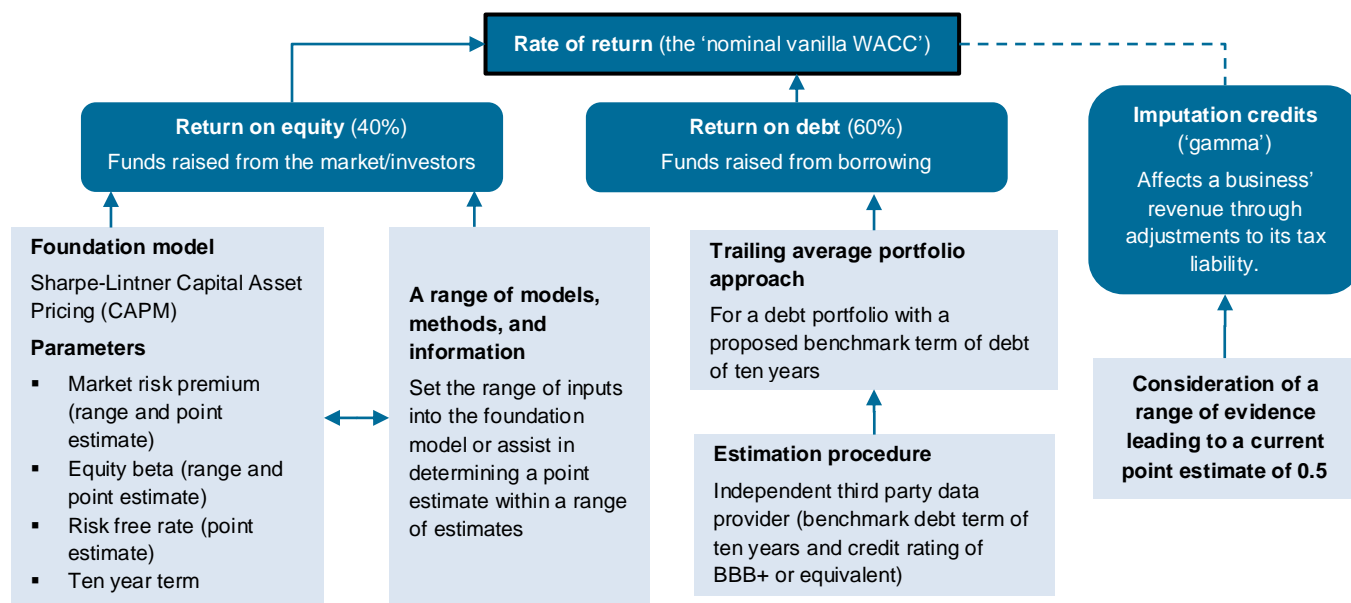 Rate of return (the ‘nominal vanilla WACC’)
Return on equity (40%)
Funds raised from the market/investors
Return on debt (60%)
Funds raised from borrowing
Imputation credits
(‘gamma’)
Affects a business’
revenue through
adjustments to its tax
liability.
Foundation model
Sharpe-Lintner Capital Asset
Pricing (CAPM)
Parameters
▪ Market risk premium
(range and point
estimate)
▪ Equity beta (range and
point estimate)
▪ Risk free rate (point
estimate)
▪ Ten year term
A range of models,
methods, and
information
Set the range of inputs
into the foundation
model or assist in
determining a point
estimate within a range
of estimates
Trailing average portfolio
approach
For a debt portfolio with a
proposed benchmark term of debt
of ten years
Estimation procedure
Independent third party data
provider (benchmark debt term of
ten years and credit rating of
BBB+ or equivalent)
Consideration of a
range of evidence
leading to a current
point estimate of 0.5